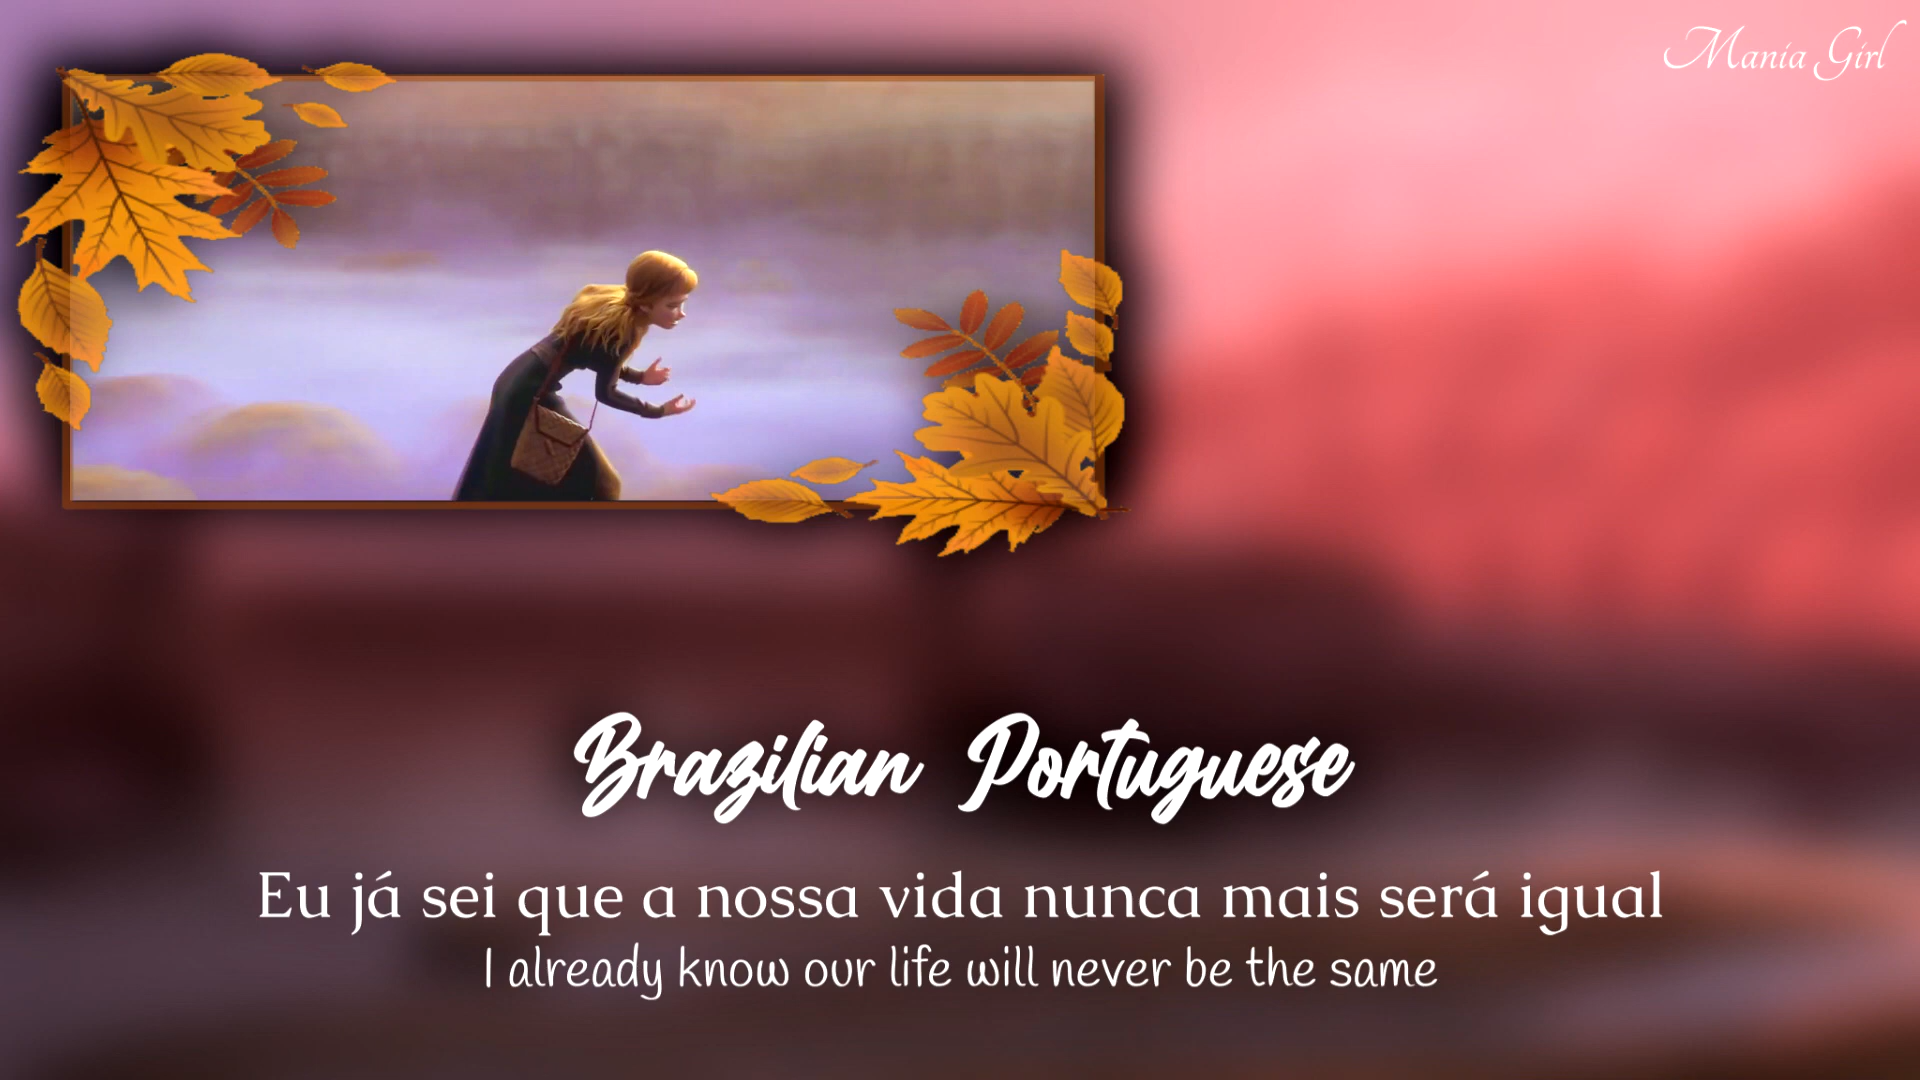 Mania Girl
Brazilian Portuguese
Eu já sei que a nossa vida nunca mais será igual
I already know our life will never be the same